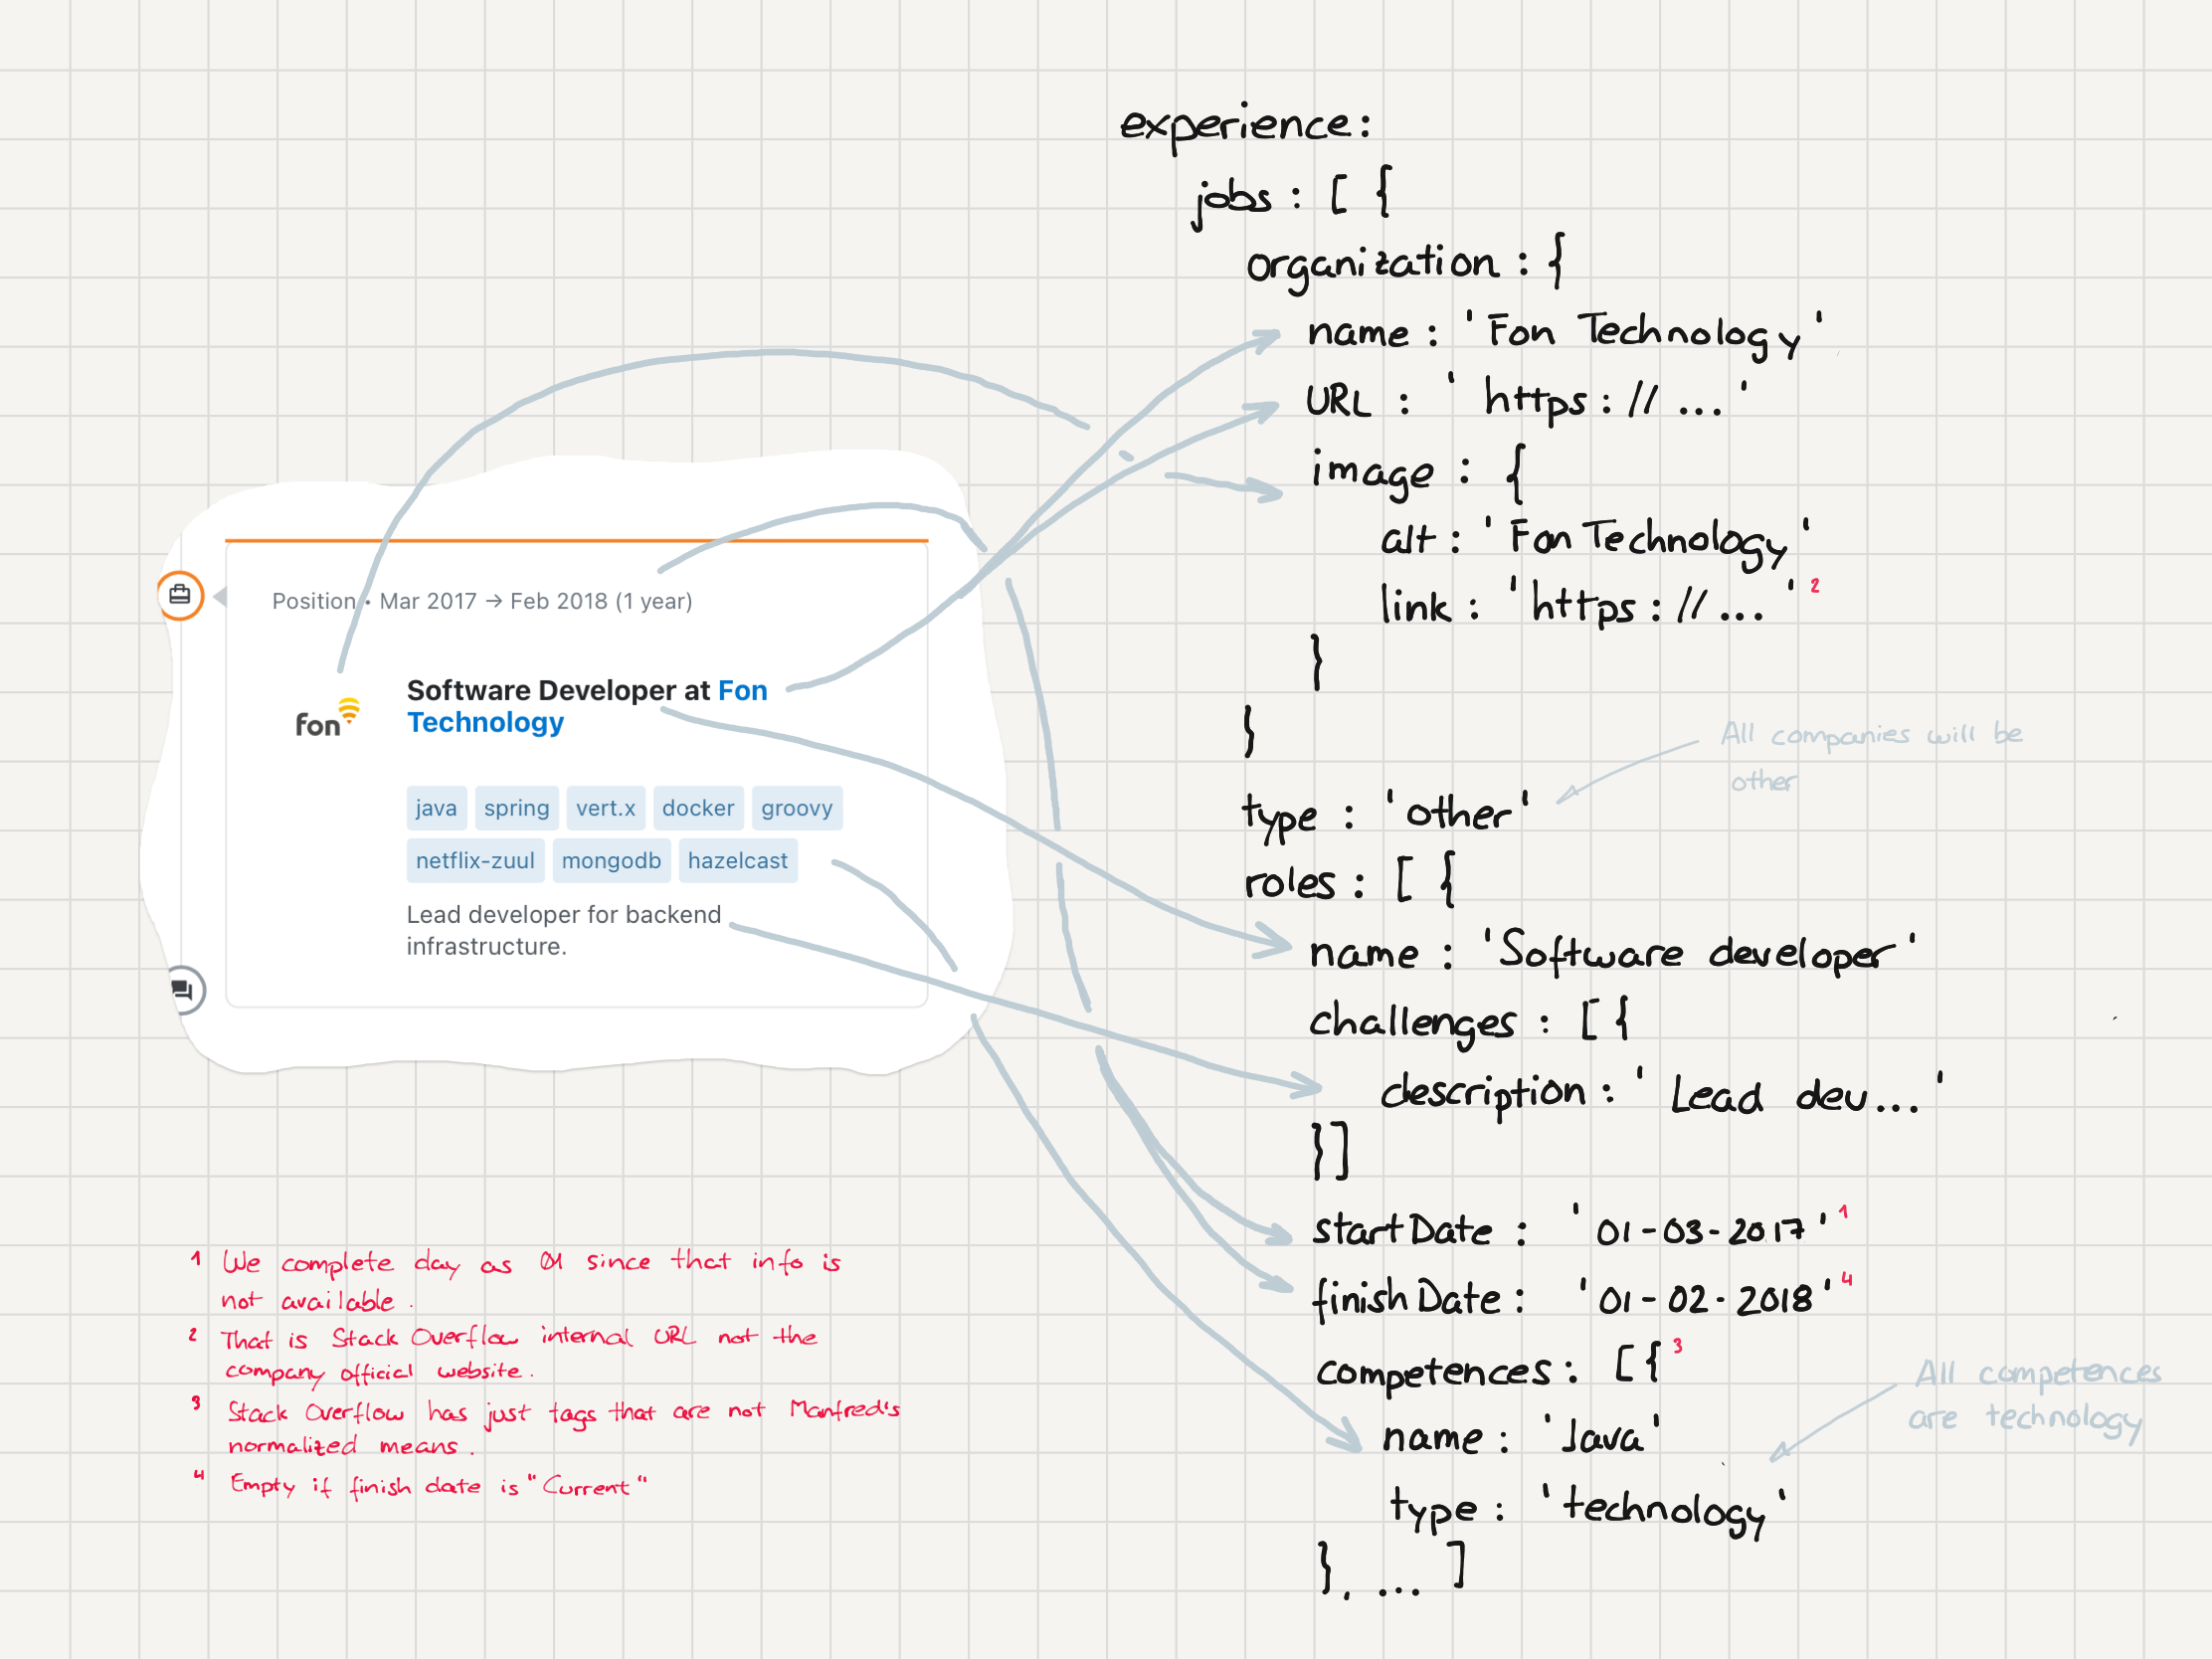 experience:
jobs : [ {
organization : {
name : 'Fon Technology'
URL : 'https://...'
image : {
alt : 'Fon Technology'
link : 'https://...' 2
}
}
All companies will be
other
type : 'other'
roles : [ {
name : 'Software developer'
challenges : [ {
description : 'Lead dev...'
} ]
startDate : '01-03-2017' 1
finishDate : '01-02-2018' 4
competences : [ { 3
All competences
are technology
name : 'Java'
type : 'technology'
}, ... ]
Position • Mar 2017 → Feb 2018 (1 year)
fon
Software Developer at Fon
Technology
java spring vert.x docker groovy
netflix-zuul mongodb hazelcast
Lead developer for backend
infrastructure.
1 We complete day as 01 since that info is
not available.
2 That is Stack Overflow internal URL not the
company official website.
3 Stack Overflow has just tags that are not Manfred's
normalized means.
4 Empty if finish date is "Current"